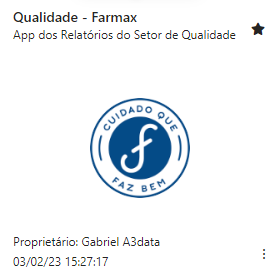 Qualidade - Farmax
App dos Relatórios do Setor de Qualidade
CUIDADO QUE
f
FAZ BEM
Proprietário: Gabriel A3data
03/02/23 15:27:17